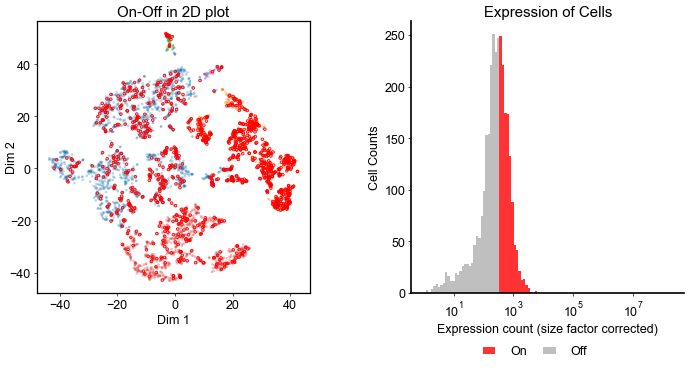 On-Off in 2D plot
Dim 2
40
20
0
−20
−40
−40 −20 0 20 40
Dim 1
Expression of Cells
Cell Counts
250
200
150
100
50
0
10^1 10^3 10^5 10^7
Expression count (size factor corrected)
On Off